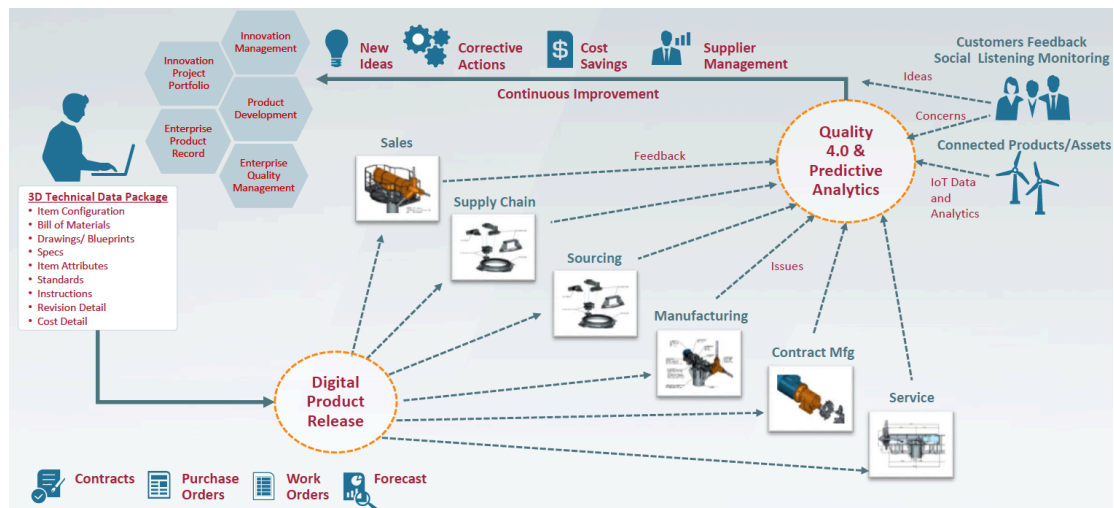 Innovation
Management
Innovation
Project
Portfolio
Product
Development
Enterprise
Product
Record
Enterprise
Quality
Management
New
Ideas
Corrective
Actions
Cost
Savings
Supplier
Management
Continuous Improvement
Customers Feedback
Social Listening Monitoring
Ideas
Concerns
Connected Products/Assets
IoT Data
and
Analytics
Quality
4.0 &
Predictive
Analytics
Feedback
Issues
3D Technical Data Package
• Item Configuration
• Bill of Materials
• Drawings/ Blueprints
• Specs
• Item Attributes
• Standards
• Instructions
• Revision Detail
• Cost Detail
Sales
Supply Chain
Sourcing
Manufacturing
Contract Mfg
Service
Digital
Product
Release
Contracts
Purchase
Orders
Work
Orders
Forecast